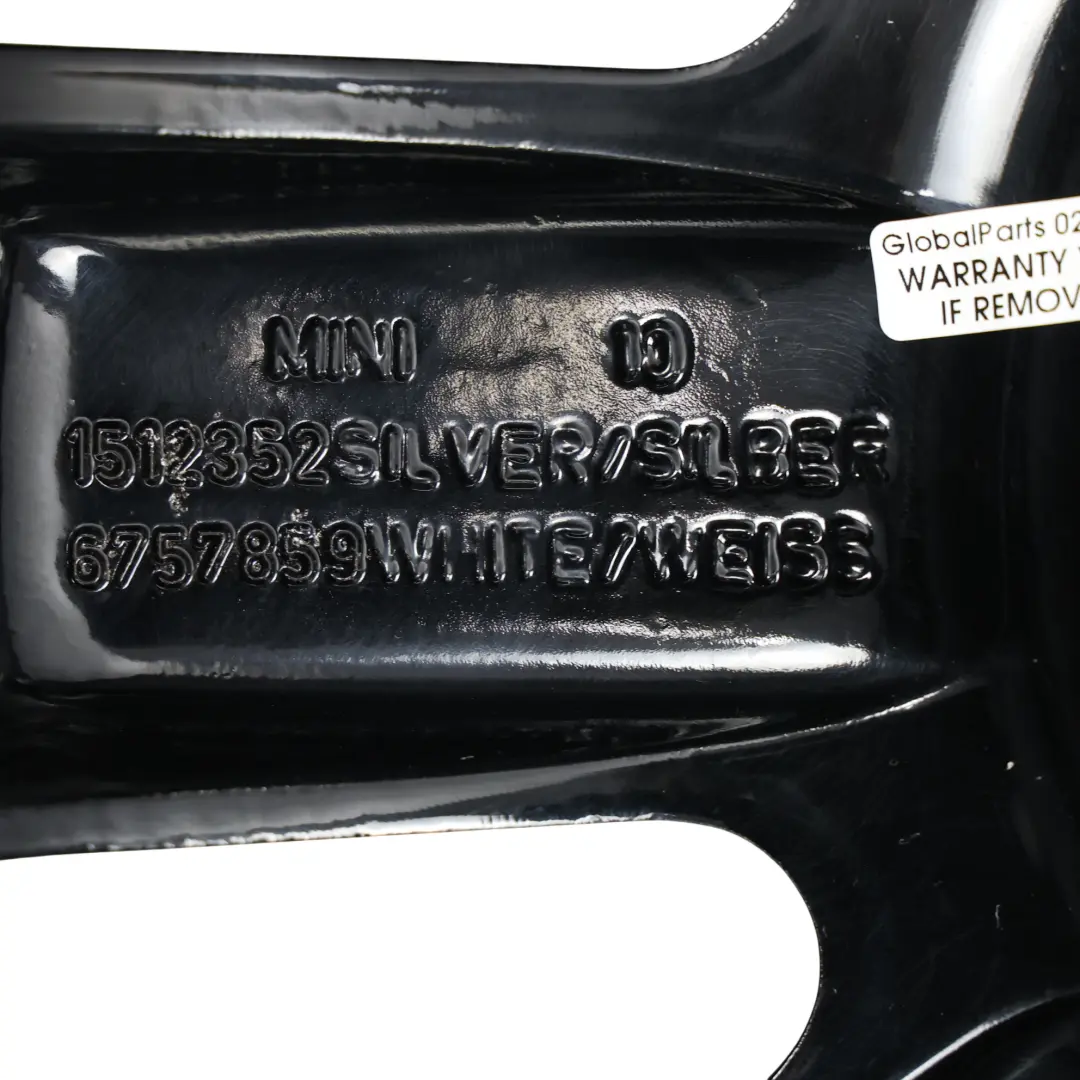 GlobalParts 02
WARRANTY
IF REMOV
MINI 10
1512352SILVER/SILBER
6757859WHITE/WEISS